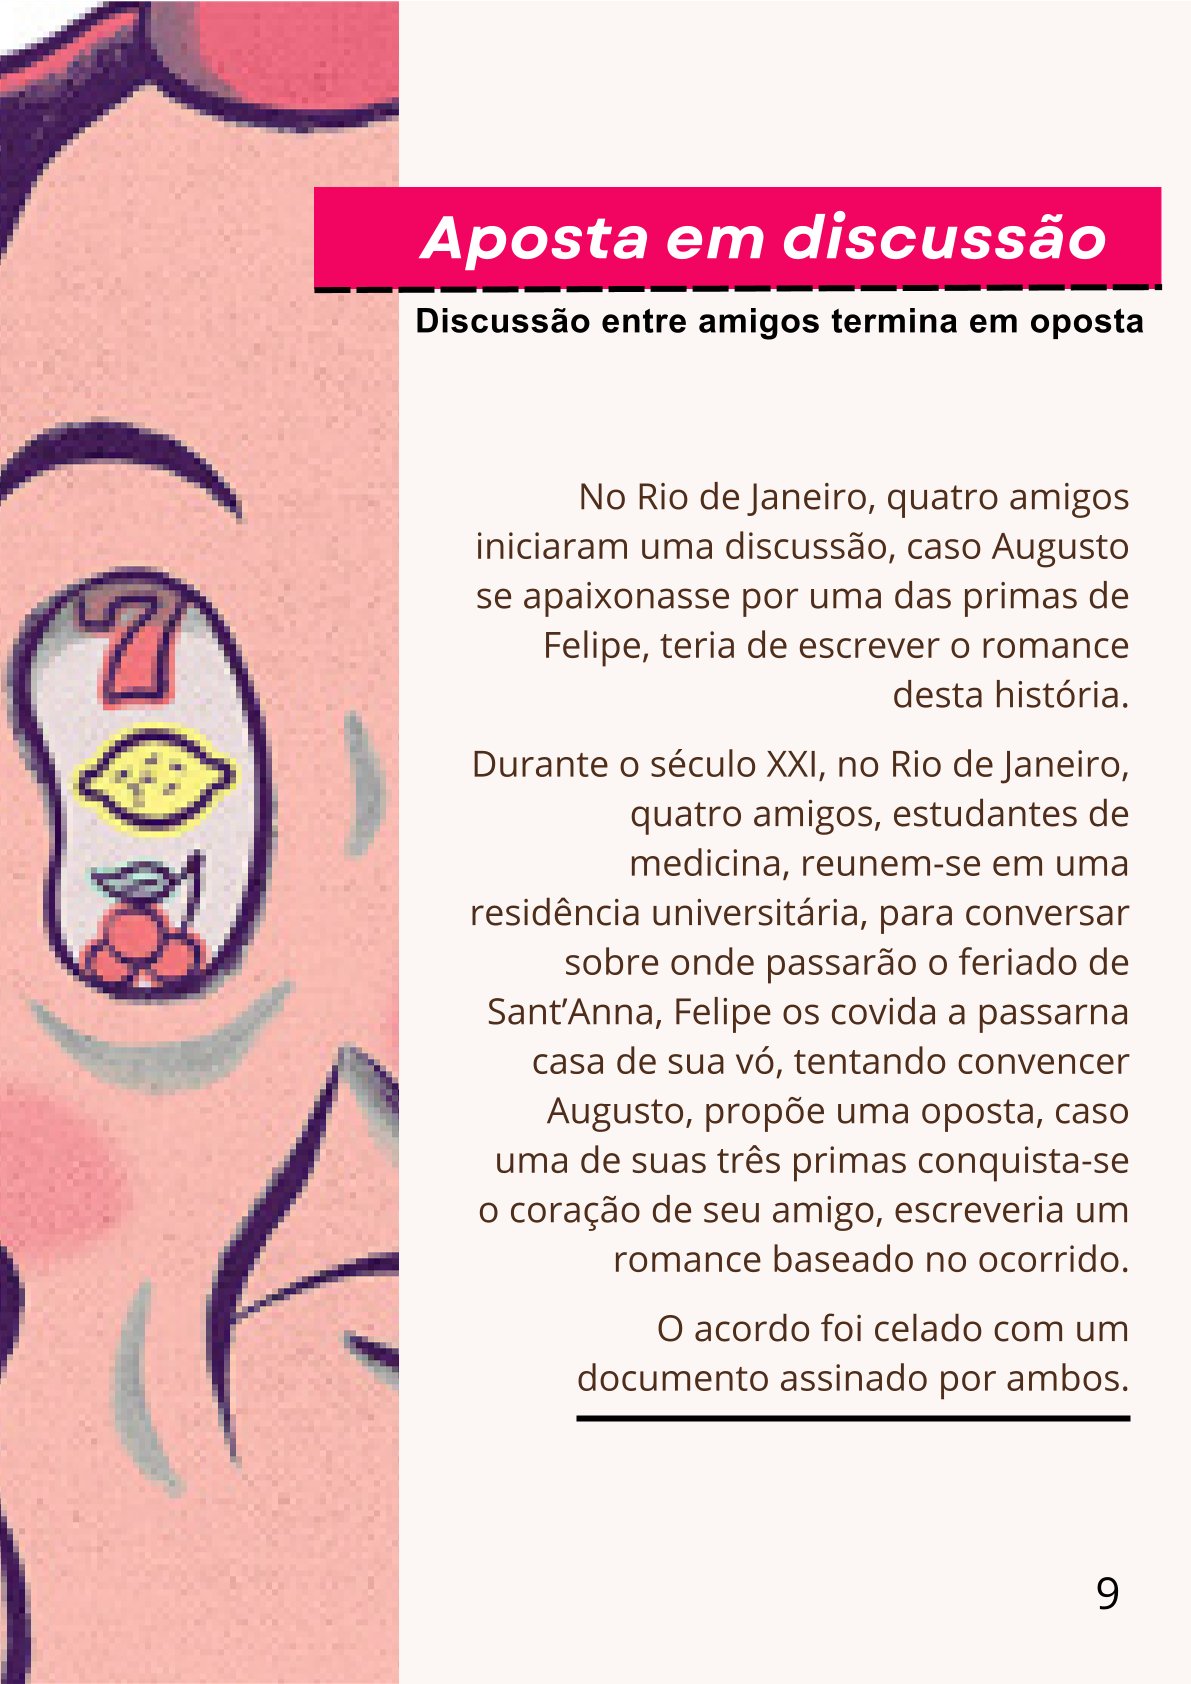 Aposta em discussão
Discussão entre amigos termina em oposta
No Rio de Janeiro, quatro amigos
iniciaram uma discussão, caso Augusto
se apaixonasse por uma das primas de
Felipe, teria de escrever o romance
desta história.
Durante o século XXI, no Rio de Janeiro,
quatro amigos, estudantes de
medicina, reunem-se em uma
residência universitária, para conversar
sobre onde passarão o feriado de
Sant’Anna, Felipe os covida a passarna
casa de sua vó, tentando convencer
Augusto, propõe uma oposta, caso
uma de suas três primas conquista-se
o coração de seu amigo, escreveria um
romance baseado no ocorrido.
O acordo foi celado com um
documento assinado por ambos.
9
7